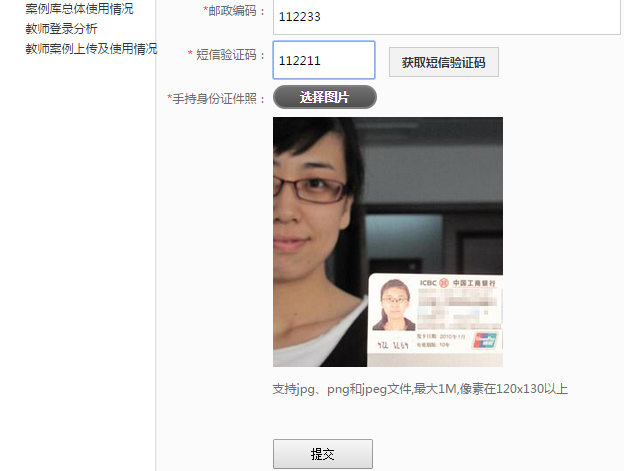 案例库总体使用情况
教师登录分析
教师案例上传及使用情况
*邮政编码： 112233
* 短信验证码： 112211 获取短信验证码
*手持身份证件照： 选择图片
ICBC 中国工商银行
支持jpg、png和jpeg文件,最大1M,像素在120x130以上
提交